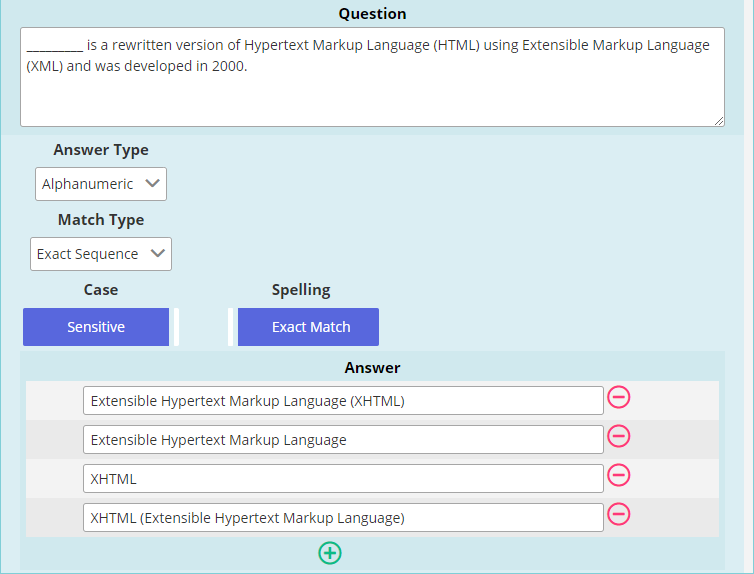 Question
_________ is a rewritten version of Hypertext Markup Language (HTML) using Extensible Markup Language
(XML) and was developed in 2000.
Answer Type
Alphanumeric
Match Type
Exact Sequence
Case Spelling
Sensitive Exact Match
Answer
Extensible Hypertext Markup Language (XHTML)
Extensible Hypertext Markup Language
XHTML
XHTML (Extensible Hypertext Markup Language)